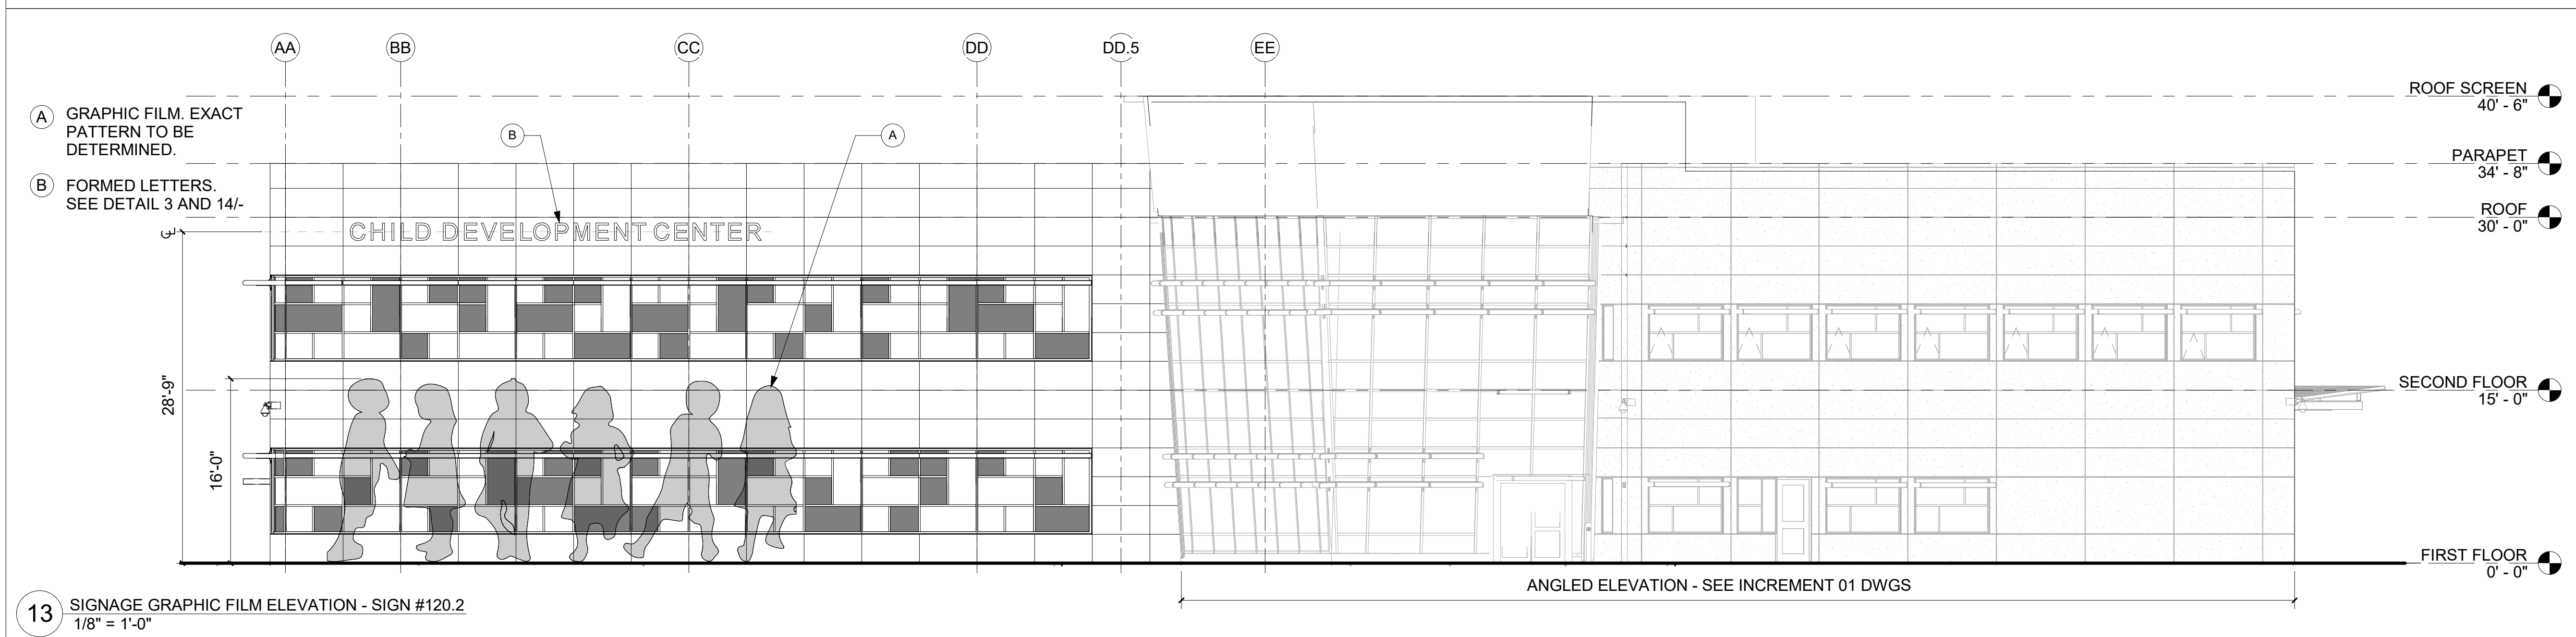 AA
BB
CC
DD
DD.5
EE
A
GRAPHIC FILM. EXACT
PATTERN TO BE
DETERMINED.
B
FORMED LETTERS.
SEE DETAIL 3 AND 14/-
B
A
CHILD DEVELOPMENT CENTER
℄
28'-9"
16'-0"
ROOF SCREEN
40' - 6"
PARAPET
34' - 8"
ROOF
30' - 0"
SECOND FLOOR
15' - 0"
FIRST FLOOR
0' - 0"
ANGLED ELEVATION - SEE INCREMENT 01 DWGS
13
SIGNAGE GRAPHIC FILM ELEVATION - SIGN #120.2
1/8" = 1'-0"